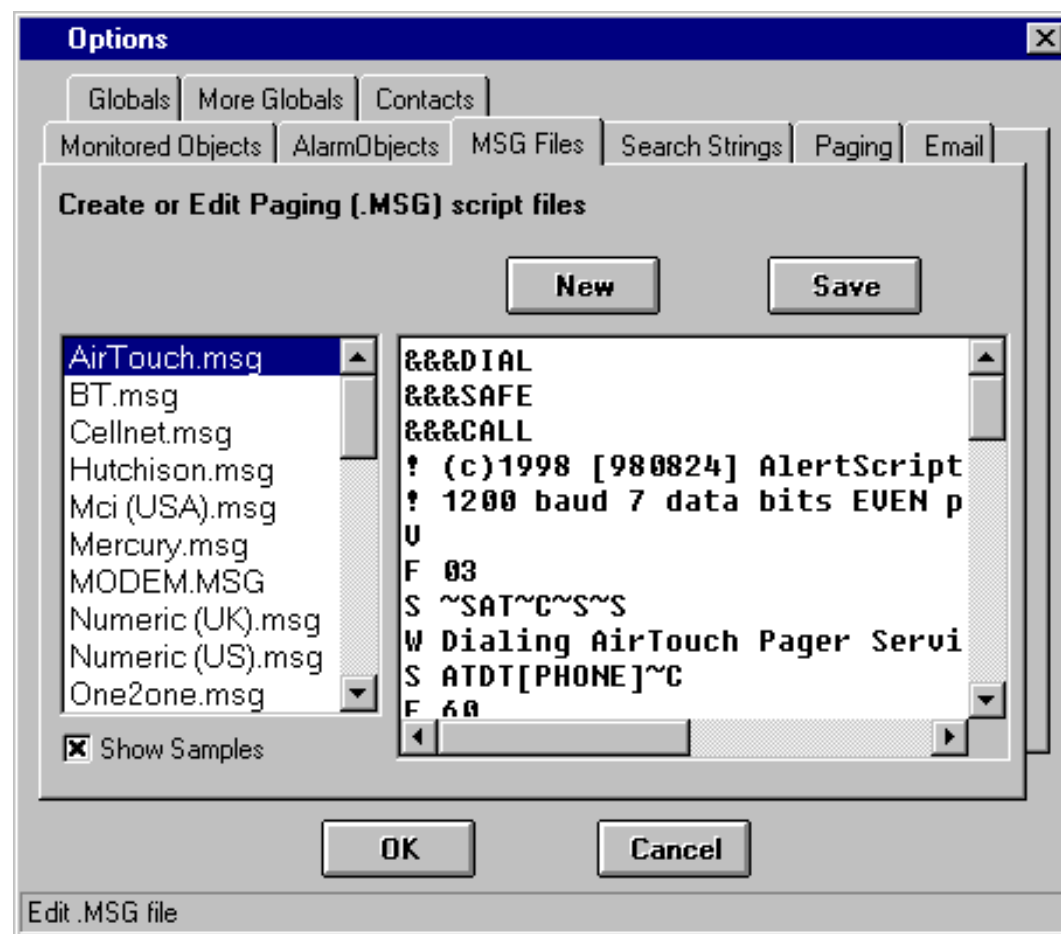 Options
Globals More Globals Contacts
Monitored Objects AlarmObjects MSG Files Search Strings Paging Email
Create or Edit Paging (.MSG) script files
New Save
AirTouch.msg
BT.msg
Cellnet.msg
Hutchison.msg
Mci (USA).msg
Mercury.msg
MODEM.MSG
Numeric (UK).msg
Numeric (US).msg
One2one.msg
Show Samples
&&&DIAL
&&&SAFE
&&&CALL
! (c)1998 [980824] AlertScript
! 1200 baud 7 data bits EVEN p
V
F 03
S ~SAT~C~S~S
W Dialing AirTouch Pager Servi
S ATDT[PHONE]~C
F 60
OK Cancel
Edit .MSG file